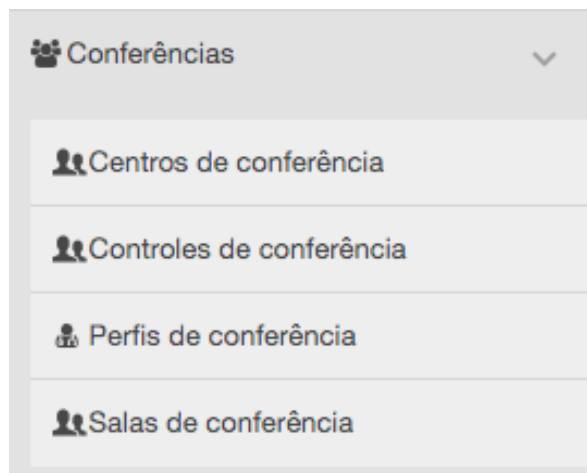 Conferências
Centros de conferência
Controles de conferência
Perfis de conferência
Salas de conferência